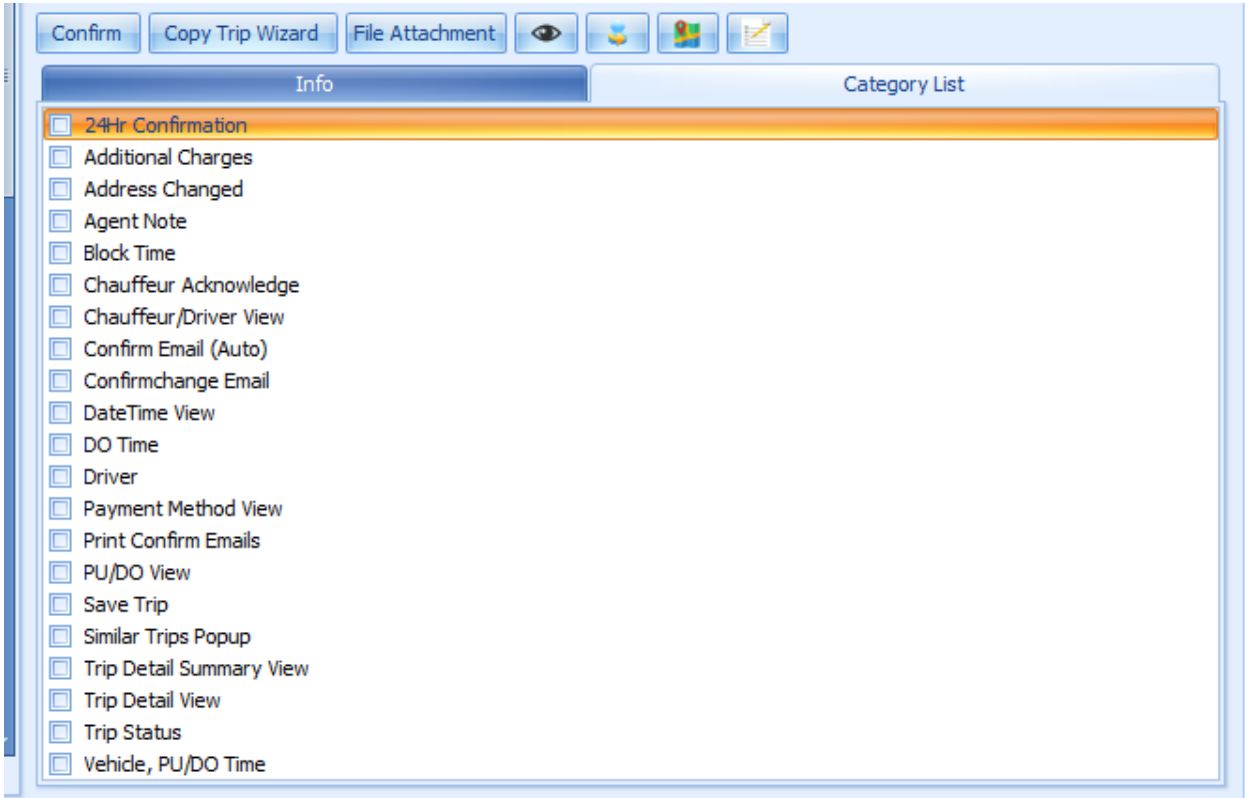 Confirm Copy Trip Wizard File Attachment
Info Category List
24Hr Confirmation
Additional Charges
Address Changed
Agent Note
Block Time
Chauffeur Acknowledge
Chauffeur/Driver View
Confirm Email (Auto)
Confirmchange Email
DateTime View
DO Time
Driver
Payment Method View
Print Confirm Emails
PU/DO View
Save Trip
Similar Trips Popup
Trip Detail Summary View
Trip Detail View
Trip Status
Vehicle, PU/DO Time